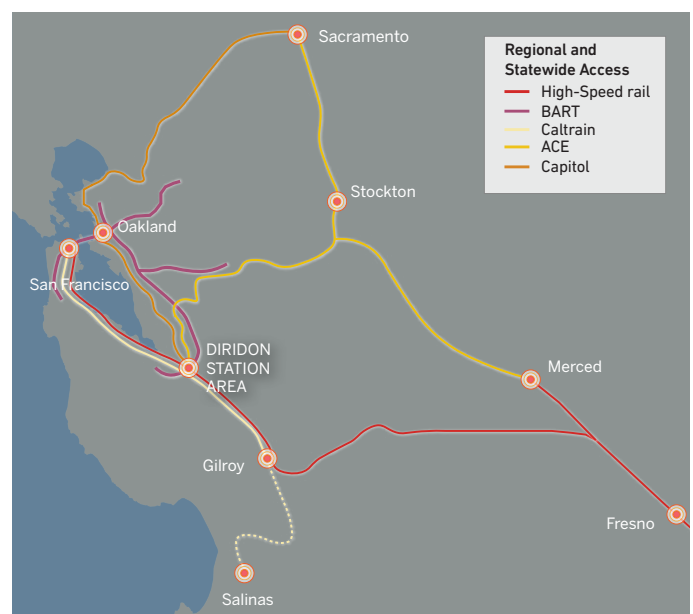 Sacramento
Regional and
Statewide Access
High-Speed rail
BART
Caltrain
ACE
Capitol
Stockton
Oakland
San Francisco
DIRIDON
STATION
AREA
Merced
Gilroy
Fresno
Salinas